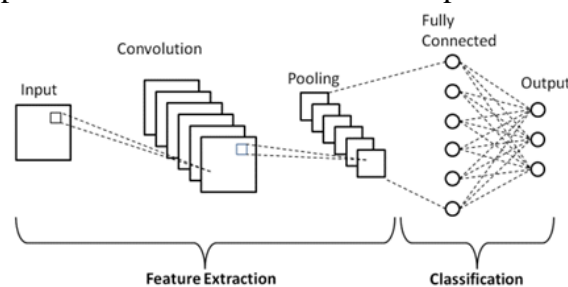 Fully
Connected
Convolution
Pooling
Input
Output
Feature Extraction
Classification